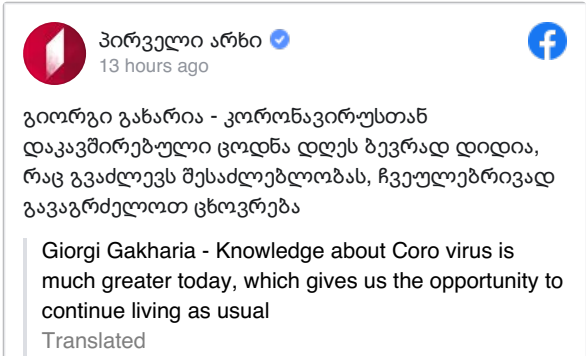 პირველი არხი
13 hours ago
გიორგი გახარია - კორონავირუსთან
დაკავშირებული ცოდნა დღეს ბევრად დიდია,
რაც გვაძლევს შესაძლებლობას, ჩვეულებრივად
გავაგრძელოთ ცხოვრება
Giorgi Gakharia - Knowledge about Coro virus is
much greater today, which gives us the opportunity to
continue living as usual
Translated